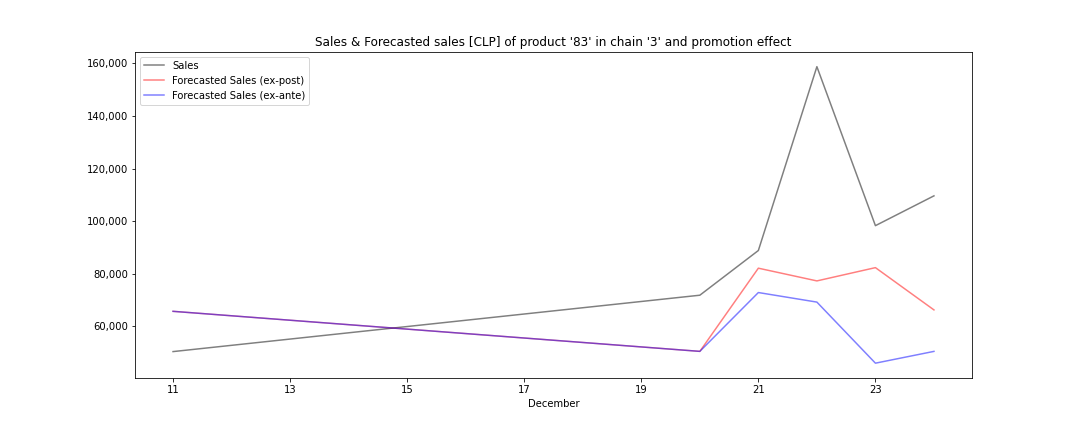 Sales & Forecasted sales [CLP] of product '83' in chain '3' and promotion effect
Sales
Forecasted Sales (ex-post)
Forecasted Sales (ex-ante)
160,000
140,000
120,000
100,000
80,000
60,000
11 13 15 17 19 21 23
December